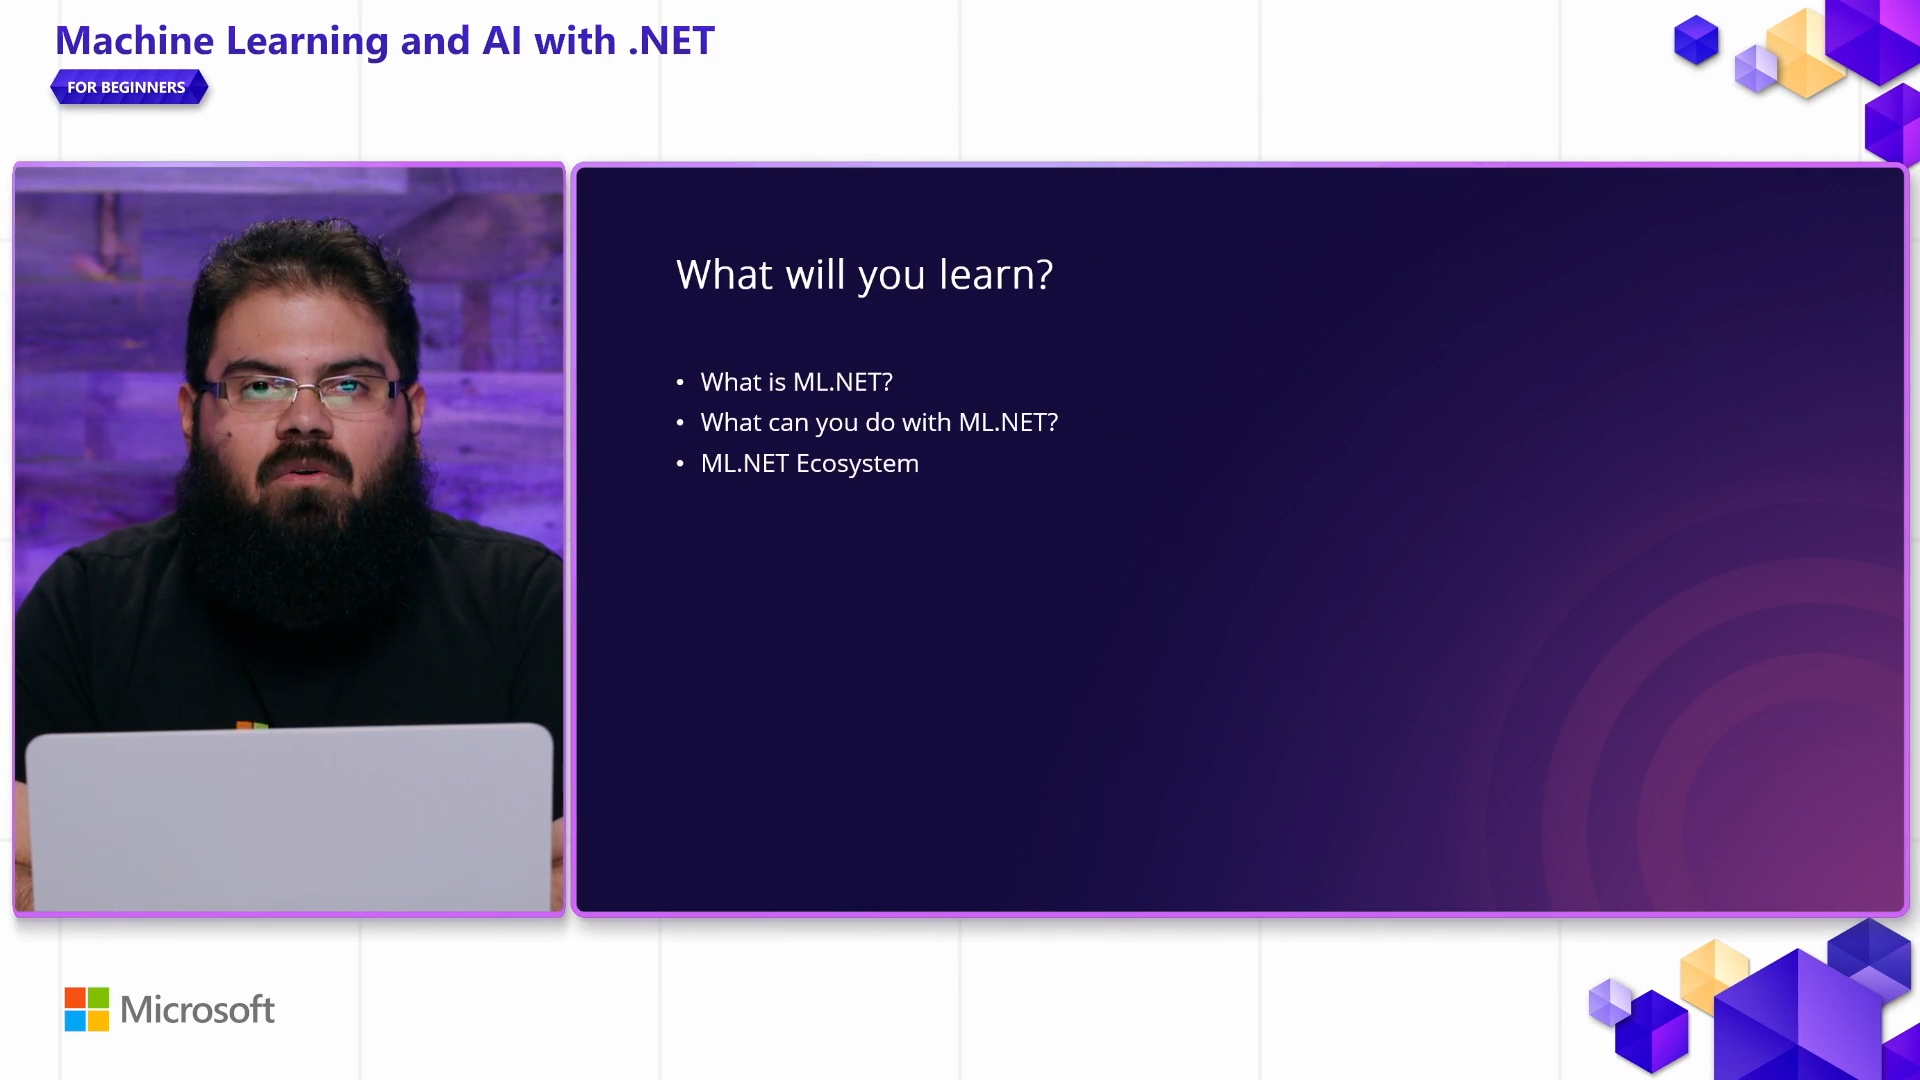 Machine Learning and AI with .NET
FOR BEGINNERS
What will you learn?
• What is ML.NET?
• What can you do with ML.NET?
• ML.NET Ecosystem
Microsoft